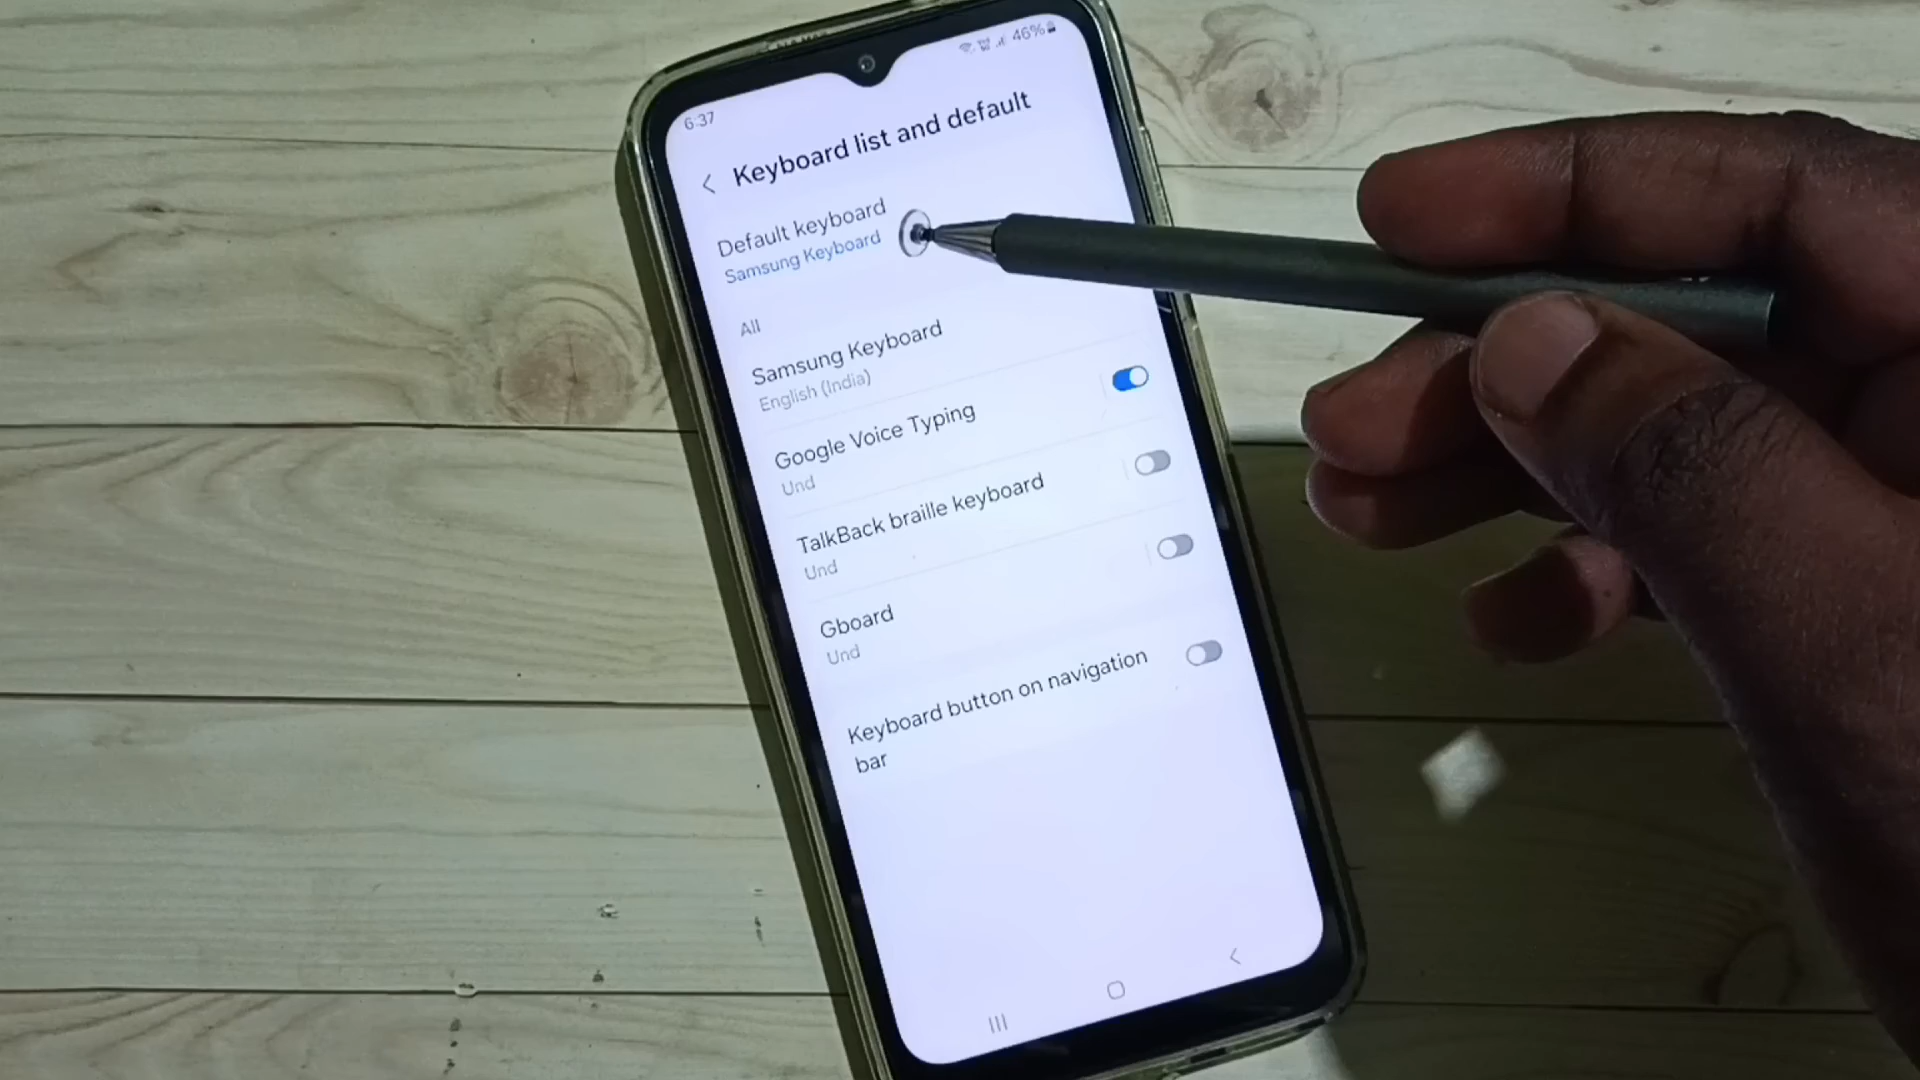 6:37
46%
Keyboard list and default
Default keyboard
Samsung Keyboard
All
Samsung Keyboard
English (India)
Google Voice Typing
Und
TalkBack braille keyboard
Und
Gboard
Und
Keyboard button on navigation
bar